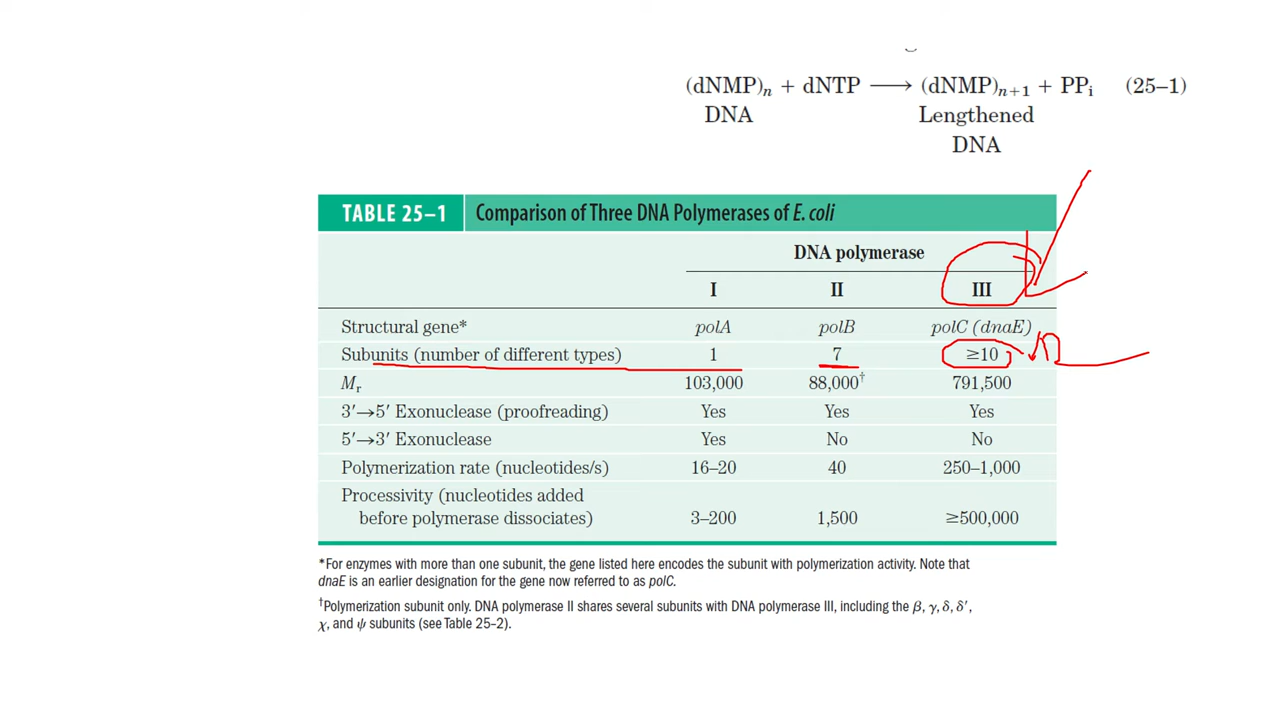 (dNMP)n + dNTP ⟶ (dNMP)n+1 + PPi (25–1)
DNA Lengthened
DNA
TABLE 25–1 Comparison of Three DNA Polymerases of E. coli
DNA polymerase
I II III
Structural gene* polA polB polC (dnaE)
Subunits (number of different types) 1 7 ≥10
Mr 103,000 88,000† 791,500
3′→5′ Exonuclease (proofreading) Yes Yes Yes
5′→3′ Exonuclease Yes No No
Polymerization rate (nucleotides/s) 16–20 40 250–1,000
Processivity (nucleotides added
before polymerase dissociates) 3–200 1,500 ≥500,000
*For enzymes with more than one subunit, the gene listed here encodes the subunit with polymerization activity. Note that
dnaE is an earlier designation for the gene now referred to as polC.
†Polymerization subunit only. DNA polymerase II shares several subunits with DNA polymerase III, including the β, γ, δ, δ′,
χ, and ψ subunits (see Table 25–2).